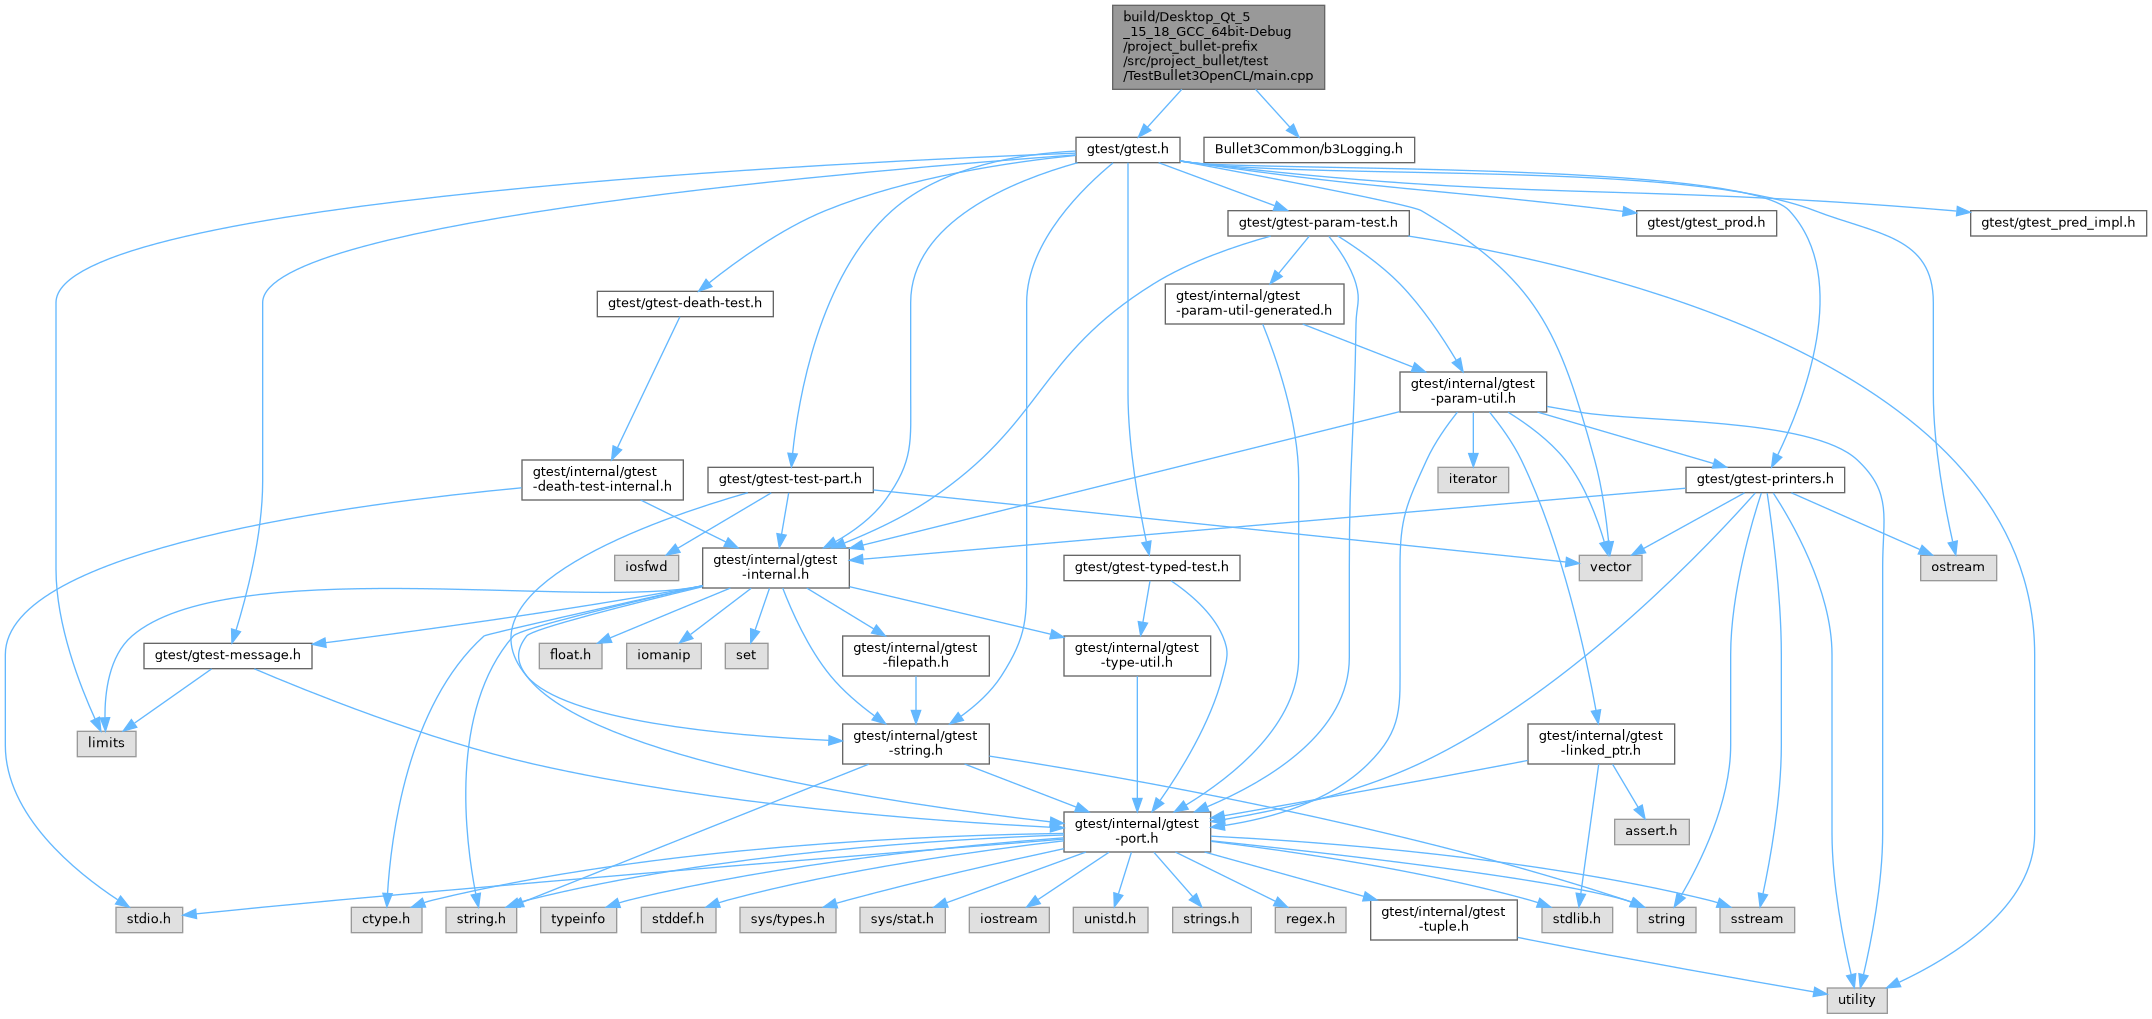 build/Desktop_Qt_5
_15_18_GCC_64bit-Debug
/project_bullet-prefix
/src/project_bullet/test
/TestBullet3OpenCL/main.cpp
gtest/gtest.h
Bullet3Common/b3Logging.h
gtest/gtest-param-test.h
gtest/gtest_prod.h
gtest/gtest_pred_impl.h
gtest/gtest-death-test.h
gtest/internal/gtest
-param-util-generated.h
gtest/internal/gtest
-param-util.h
gtest/internal/gtest
-death-test-internal.h
gtest/gtest-test-part.h
iterator
gtest/gtest-printers.h
iosfwd
gtest/internal/gtest
-internal.h
gtest/gtest-typed-test.h
vector
ostream
gtest/gtest-message.h
float.h
iomanip
set
gtest/internal/gtest
-filepath.h
gtest/internal/gtest
-type-util.h
limits
gtest/internal/gtest
-string.h
gtest/internal/gtest
-linked_ptr.h
gtest/internal/gtest
-port.h
assert.h
stdio.h
ctype.h
string.h
typeinfo
stddef.h
sys/types.h
sys/stat.h
iostream
unistd.h
strings.h
regex.h
gtest/internal/gtest
-tuple.h
stdlib.h
string
sstream
utility